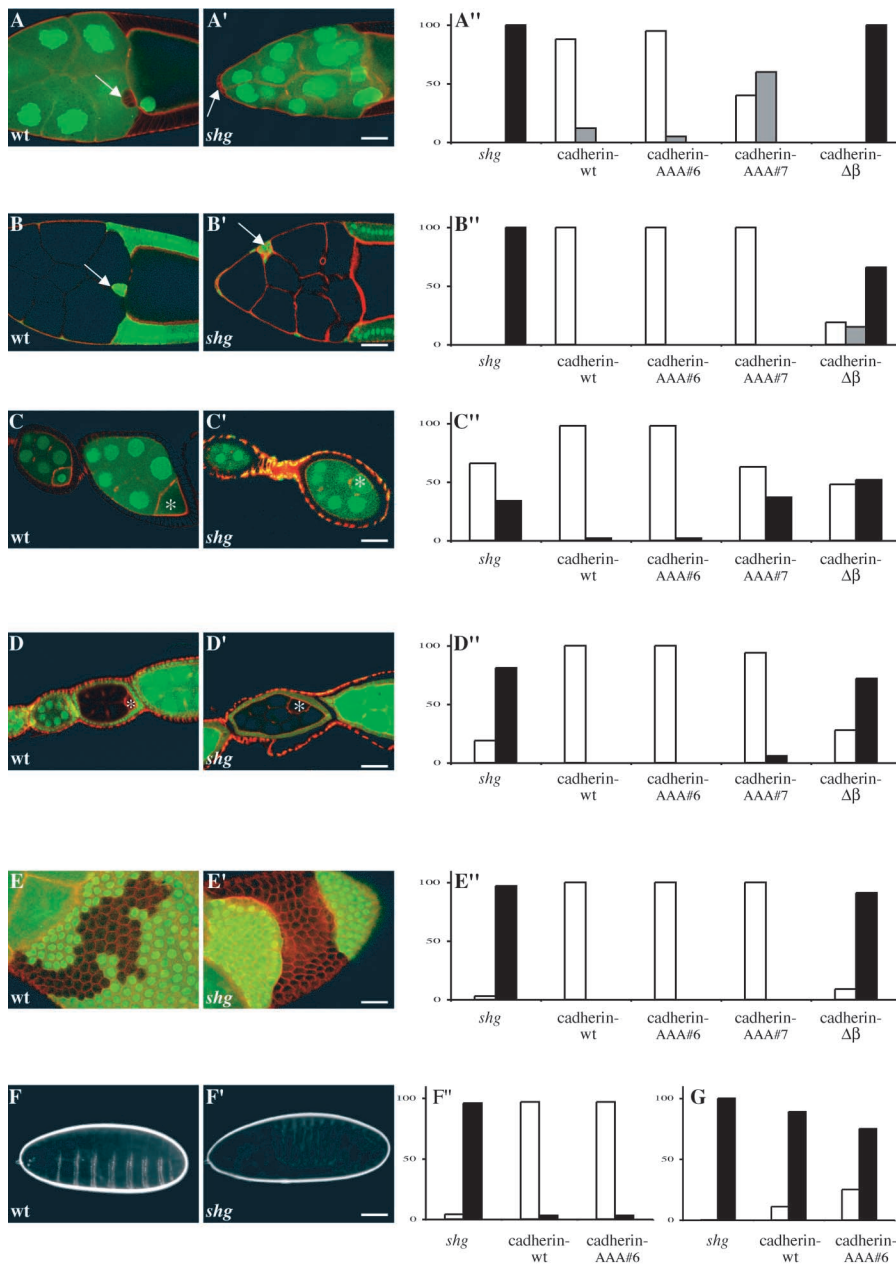 A
wt
A'
shg
A"
100
50
0
shg
cadherin-
wt
cadherin-
AAA#6
cadherin-
AAA#7
cadherin-
Δβ
B
wt
B'
shg
B"
100
50
0
shg
cadherin-
wt
cadherin-
AAA#6
cadherin-
AAA#7
cadherin-
Δβ
C
*
wt
C'
*
shg
C"
100
50
0
shg
cadherin-
wt
cadherin-
AAA#6
cadherin-
AAA#7
cadherin-
Δβ
D
*
wt
D'
*
shg
D"
100
50
0
shg
cadherin-
wt
cadherin-
AAA#6
cadherin-
AAA#7
cadherin-
Δβ
E
wt
E'
shg
E"
100
50
0
shg
cadherin-
wt
cadherin-
AAA#6
cadherin-
AAA#7
cadherin-
Δβ
F
wt
F'
shg
F"
100
50
0
shg
cadherin-
wt
cadherin-
AAA#6
G
100
50
0
shg
cadherin-
wt
cadherin-
AAA#6